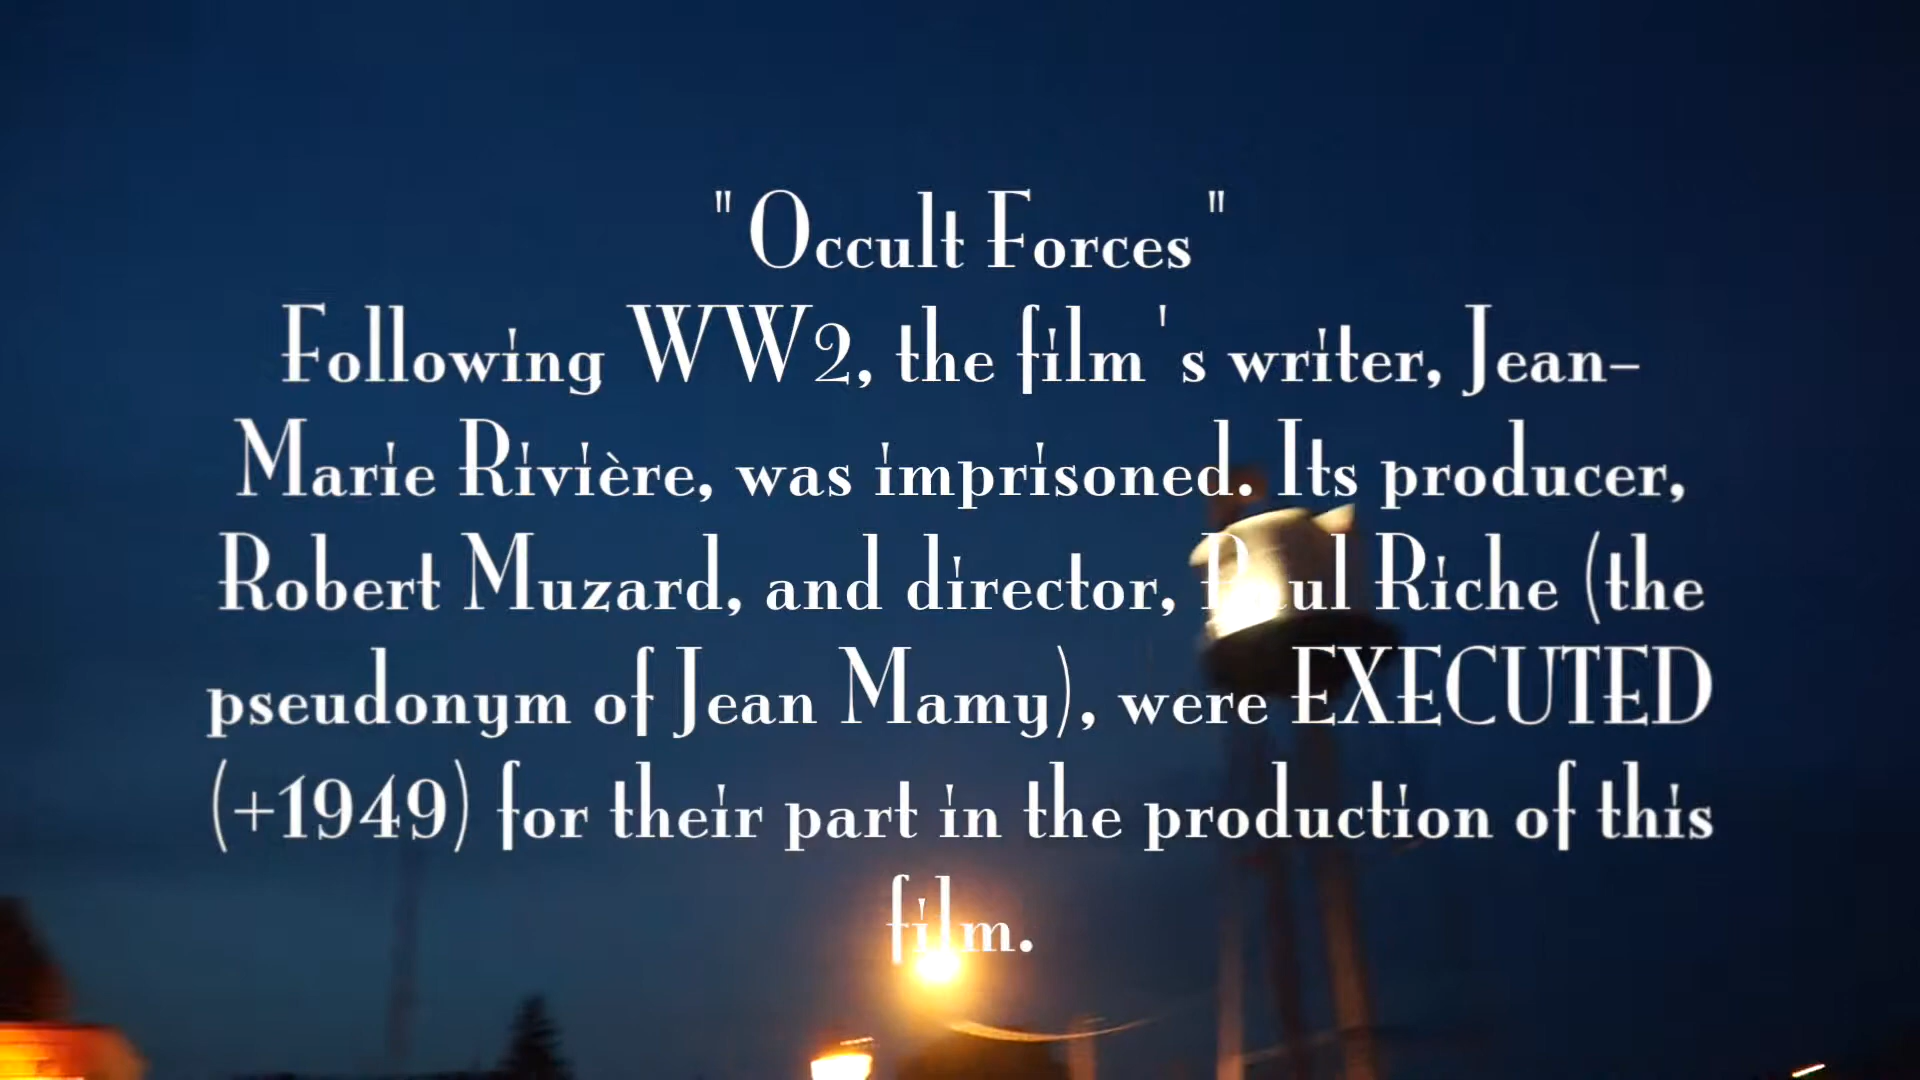 "Occult Forces"
Following WW2, the film's writer, Jean-
Marie Rivière, was imprisoned. Its producer,
Robert Muzard, and director, Paul Riche (the
pseudonym of Jean Mamy), were EXECUTED
(+1949) for their part in the production of this
film.